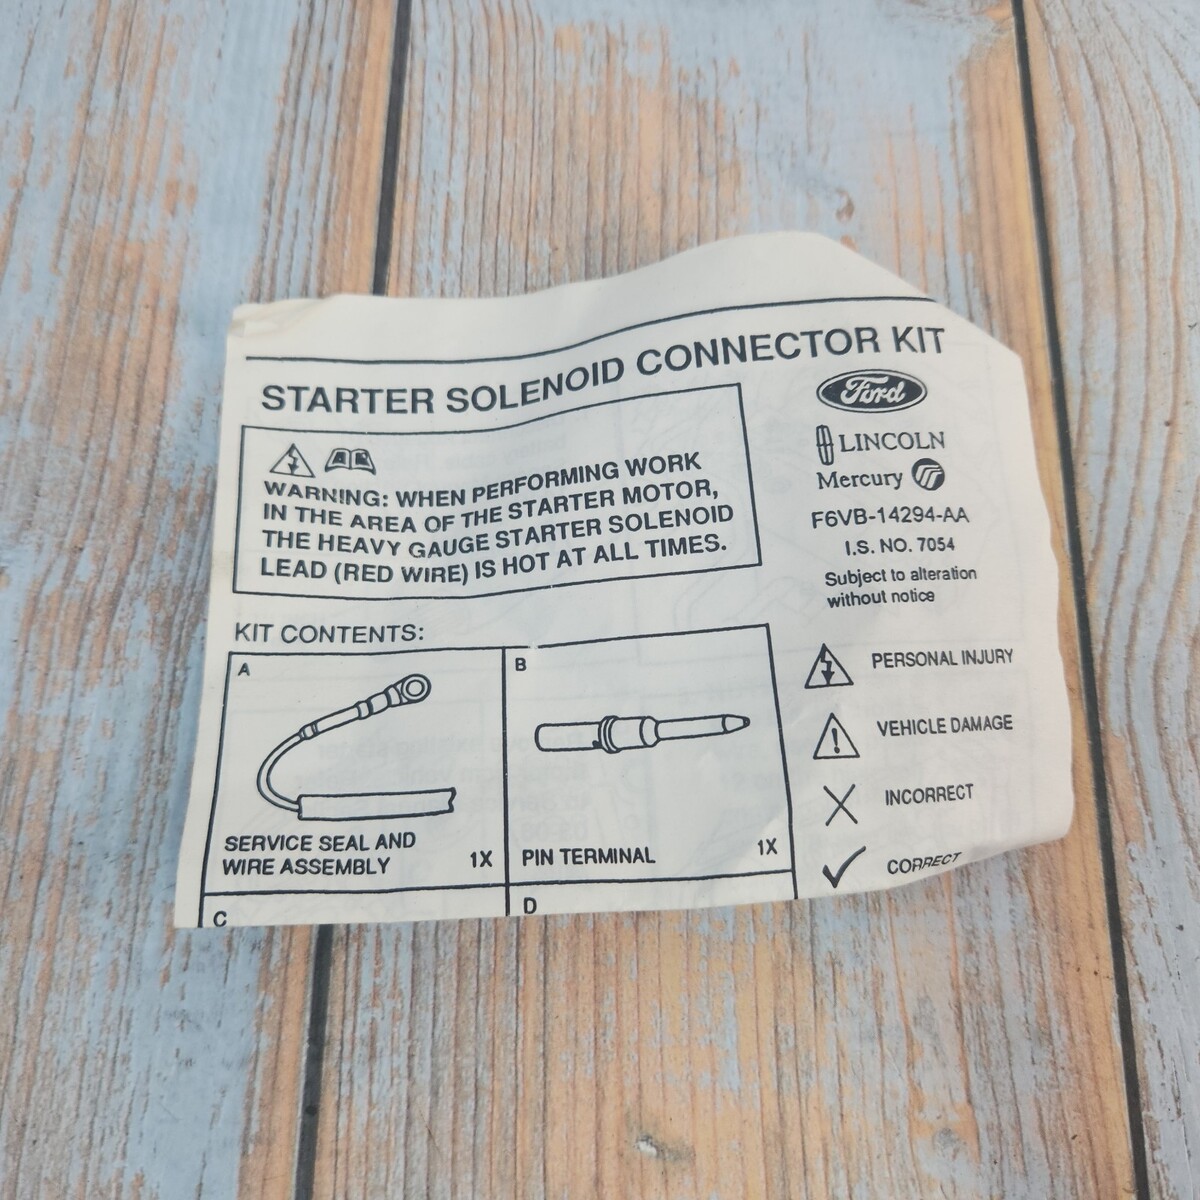 STARTER SOLENOID CONNECTOR KIT
WARNING: WHEN PERFORMING WORK
IN THE AREA OF THE STARTER MOTOR,
THE HEAVY GAUGE STARTER SOLENOID
LEAD (RED WIRE) IS HOT AT ALL TIMES.
Ford
LINCOLN
Mercury
F6VB-14294-AA
I.S. NO. 7054
Subject to alteration
without notice
KIT CONTENTS:
A
SERVICE SEAL AND
WIRE ASSEMBLY 1X
B
PIN TERMINAL 1X
C
D
PERSONAL INJURY
VEHICLE DAMAGE
INCORRECT
CORRECT